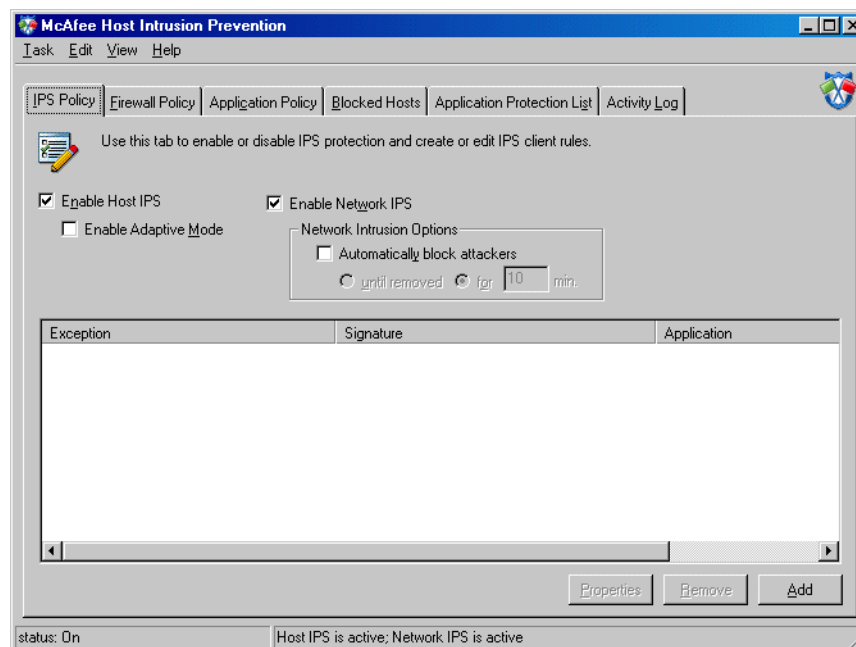 McAfee Host Intrusion Prevention
Task Edit View Help
IPS Policy Firewall Policy Application Policy Blocked Hosts Application Protection List Activity Log
Use this tab to enable or disable IPS protection and create or edit IPS client rules.
Enable Host IPS Enable Network IPS
Enable Adaptive Mode Network Intrusion Options
Automatically block attackers
until removed for 10 min.
Exception Signature Application
Properties Remove Add
status: On Host IPS is active; Network IPS is active